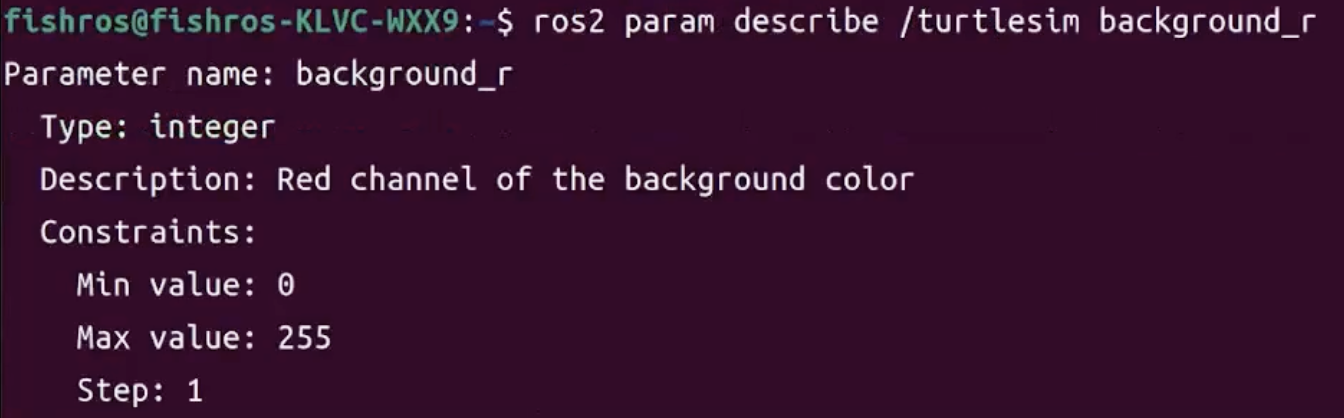 fishros@fishros-KLVC-WXX9:~$ ros2 param describe /turtlesim background_r
Parameter name: background_r
  Type: integer
  Description: Red channel of the background color
  Constraints:
    Min value: 0
    Max value: 255
    Step: 1